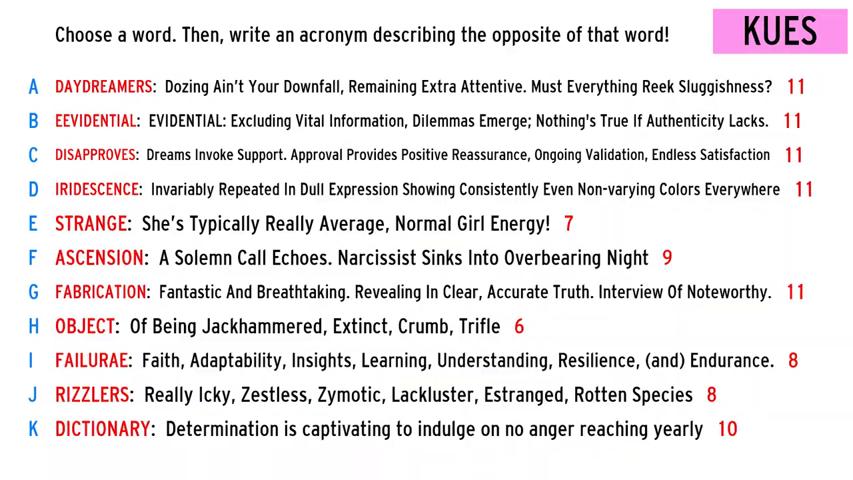 Choose a word. Then, write an acronym describing the opposite of that word!
KUES
A DAYDREAMERS: Dozing Ain't Your Downfall, Remaining Extra Attentive. Must Everything Reek Sluggishness? 11
B EEVIDENTIAL: EVIDENTIAL: Excluding Vital Information, Dilemmas Emerge; Nothing's True If Authenticity Lacks. 11
C DISAPPROVES: Dreams Invoke Support. Approval Provides Positive Reassurance, Ongoing Validation, Endless Satisfaction 11
D IRIDESCENCE: Invariably Repeated In Dull Expression Showing Consistently Even Non-varying Colors Everywhere 11
E STRANGE: She's Typically Really Average, Normal Girl Energy! 7
F ASCENSION: A Solemn Call Echoes. Narcissist Sinks Into Overbearing Night 9
G FABRICATION: Fantastic And Breathtaking. Revealing In Clear, Accurate Truth. Interview Of Noteworthy. 11
H OBJECT: Of Being Jackhammered, Extinct, Crumb, Trifle 6
I FAILURAE: Faith, Adaptability, Insights, Learning, Understanding, Resilience, (and) Endurance. 8
J RIZZLERS: Really Icky, Zestless, Zymotic, Lackluster, Estranged, Rotten Species 8
K DICTIONARY: Determination is captivating to indulge on no anger reaching yearly 10